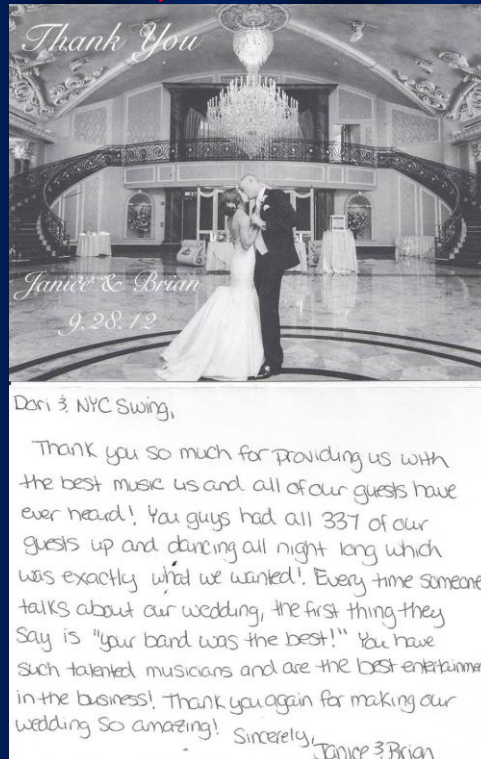 Thank You
Janice & Brian
9.28.12
Dori & NYC Swing,
Thank you so much for providing us with
the best music us and all of our guests have
ever heard! You guys had all 337 of our
guests up and dancing all night long which
was exactly what we wanted! Every time someone
talks about our wedding, the first thing they
say is "your band was the best!" You have
such talented musicians and are the best entertainmen
in the business! Thank you again for making our
wedding so amazing!
Sincerely,
Janice & Brian